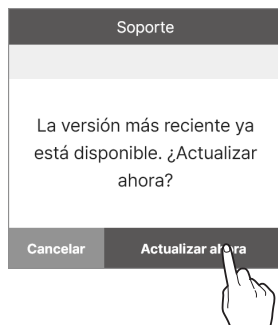 Soporte
La versión más reciente ya
está disponible. ¿Actualizar
ahora?
Cancelar
Actualizar ahora